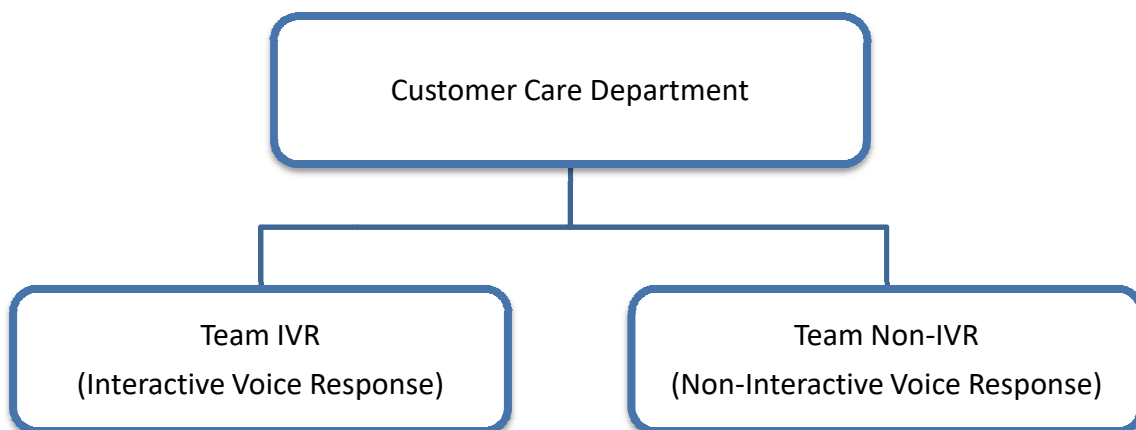 Customer Care Department
Team IVR
(Interactive Voice Response)
Team Non-IVR
(Non-Interactive Voice Response)